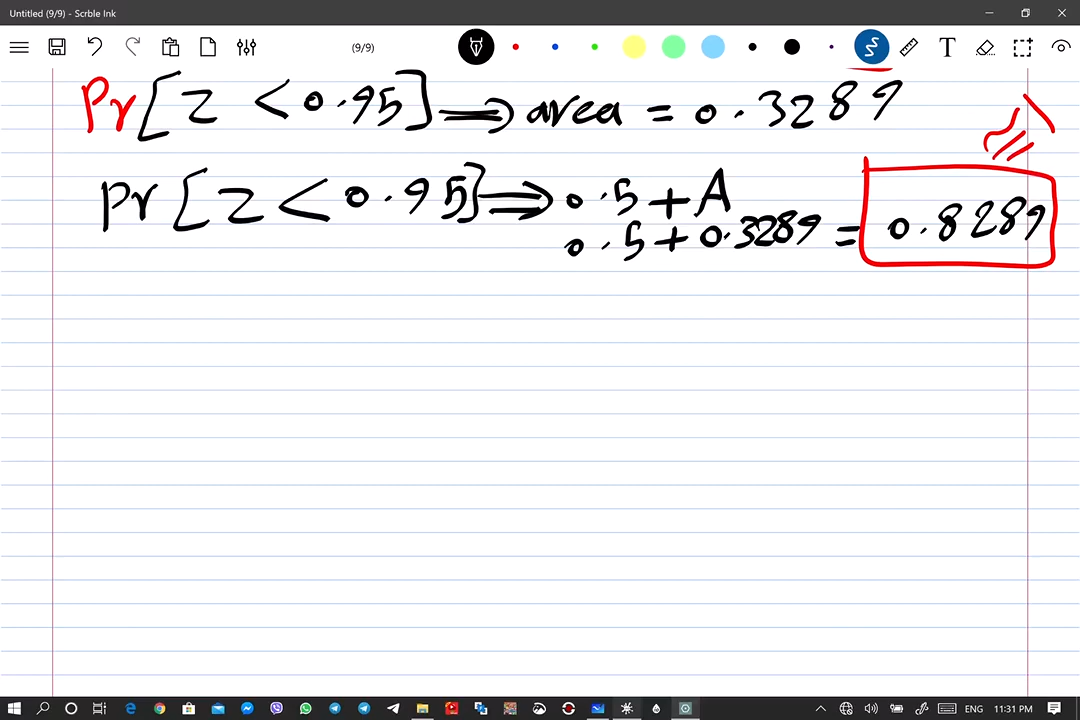 Untitled (9/9) - Scrble Ink
(9/9)
T
Pr[Z < 0.95] ⟹ area = 0.3289
Pr[Z < 0.95] ⟹ 0.5 + A
0.5 + 0.3289 = 0.8289
ENG 11:31 PM